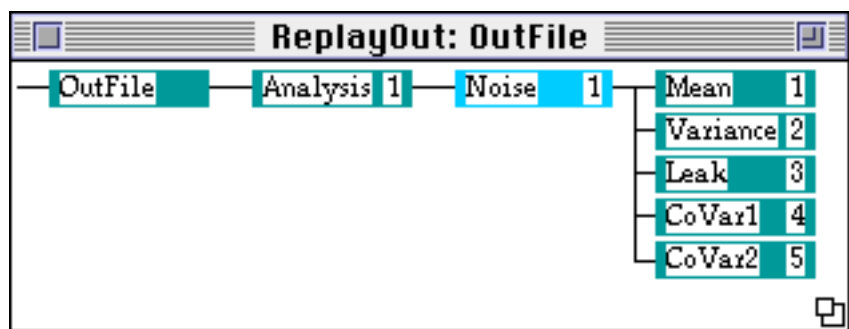 ReplayOut: OutFile
OutFile Analysis 1 Noise 1 Mean 1
Variance 2
Leak 3
CoVar1 4
CoVar2 5